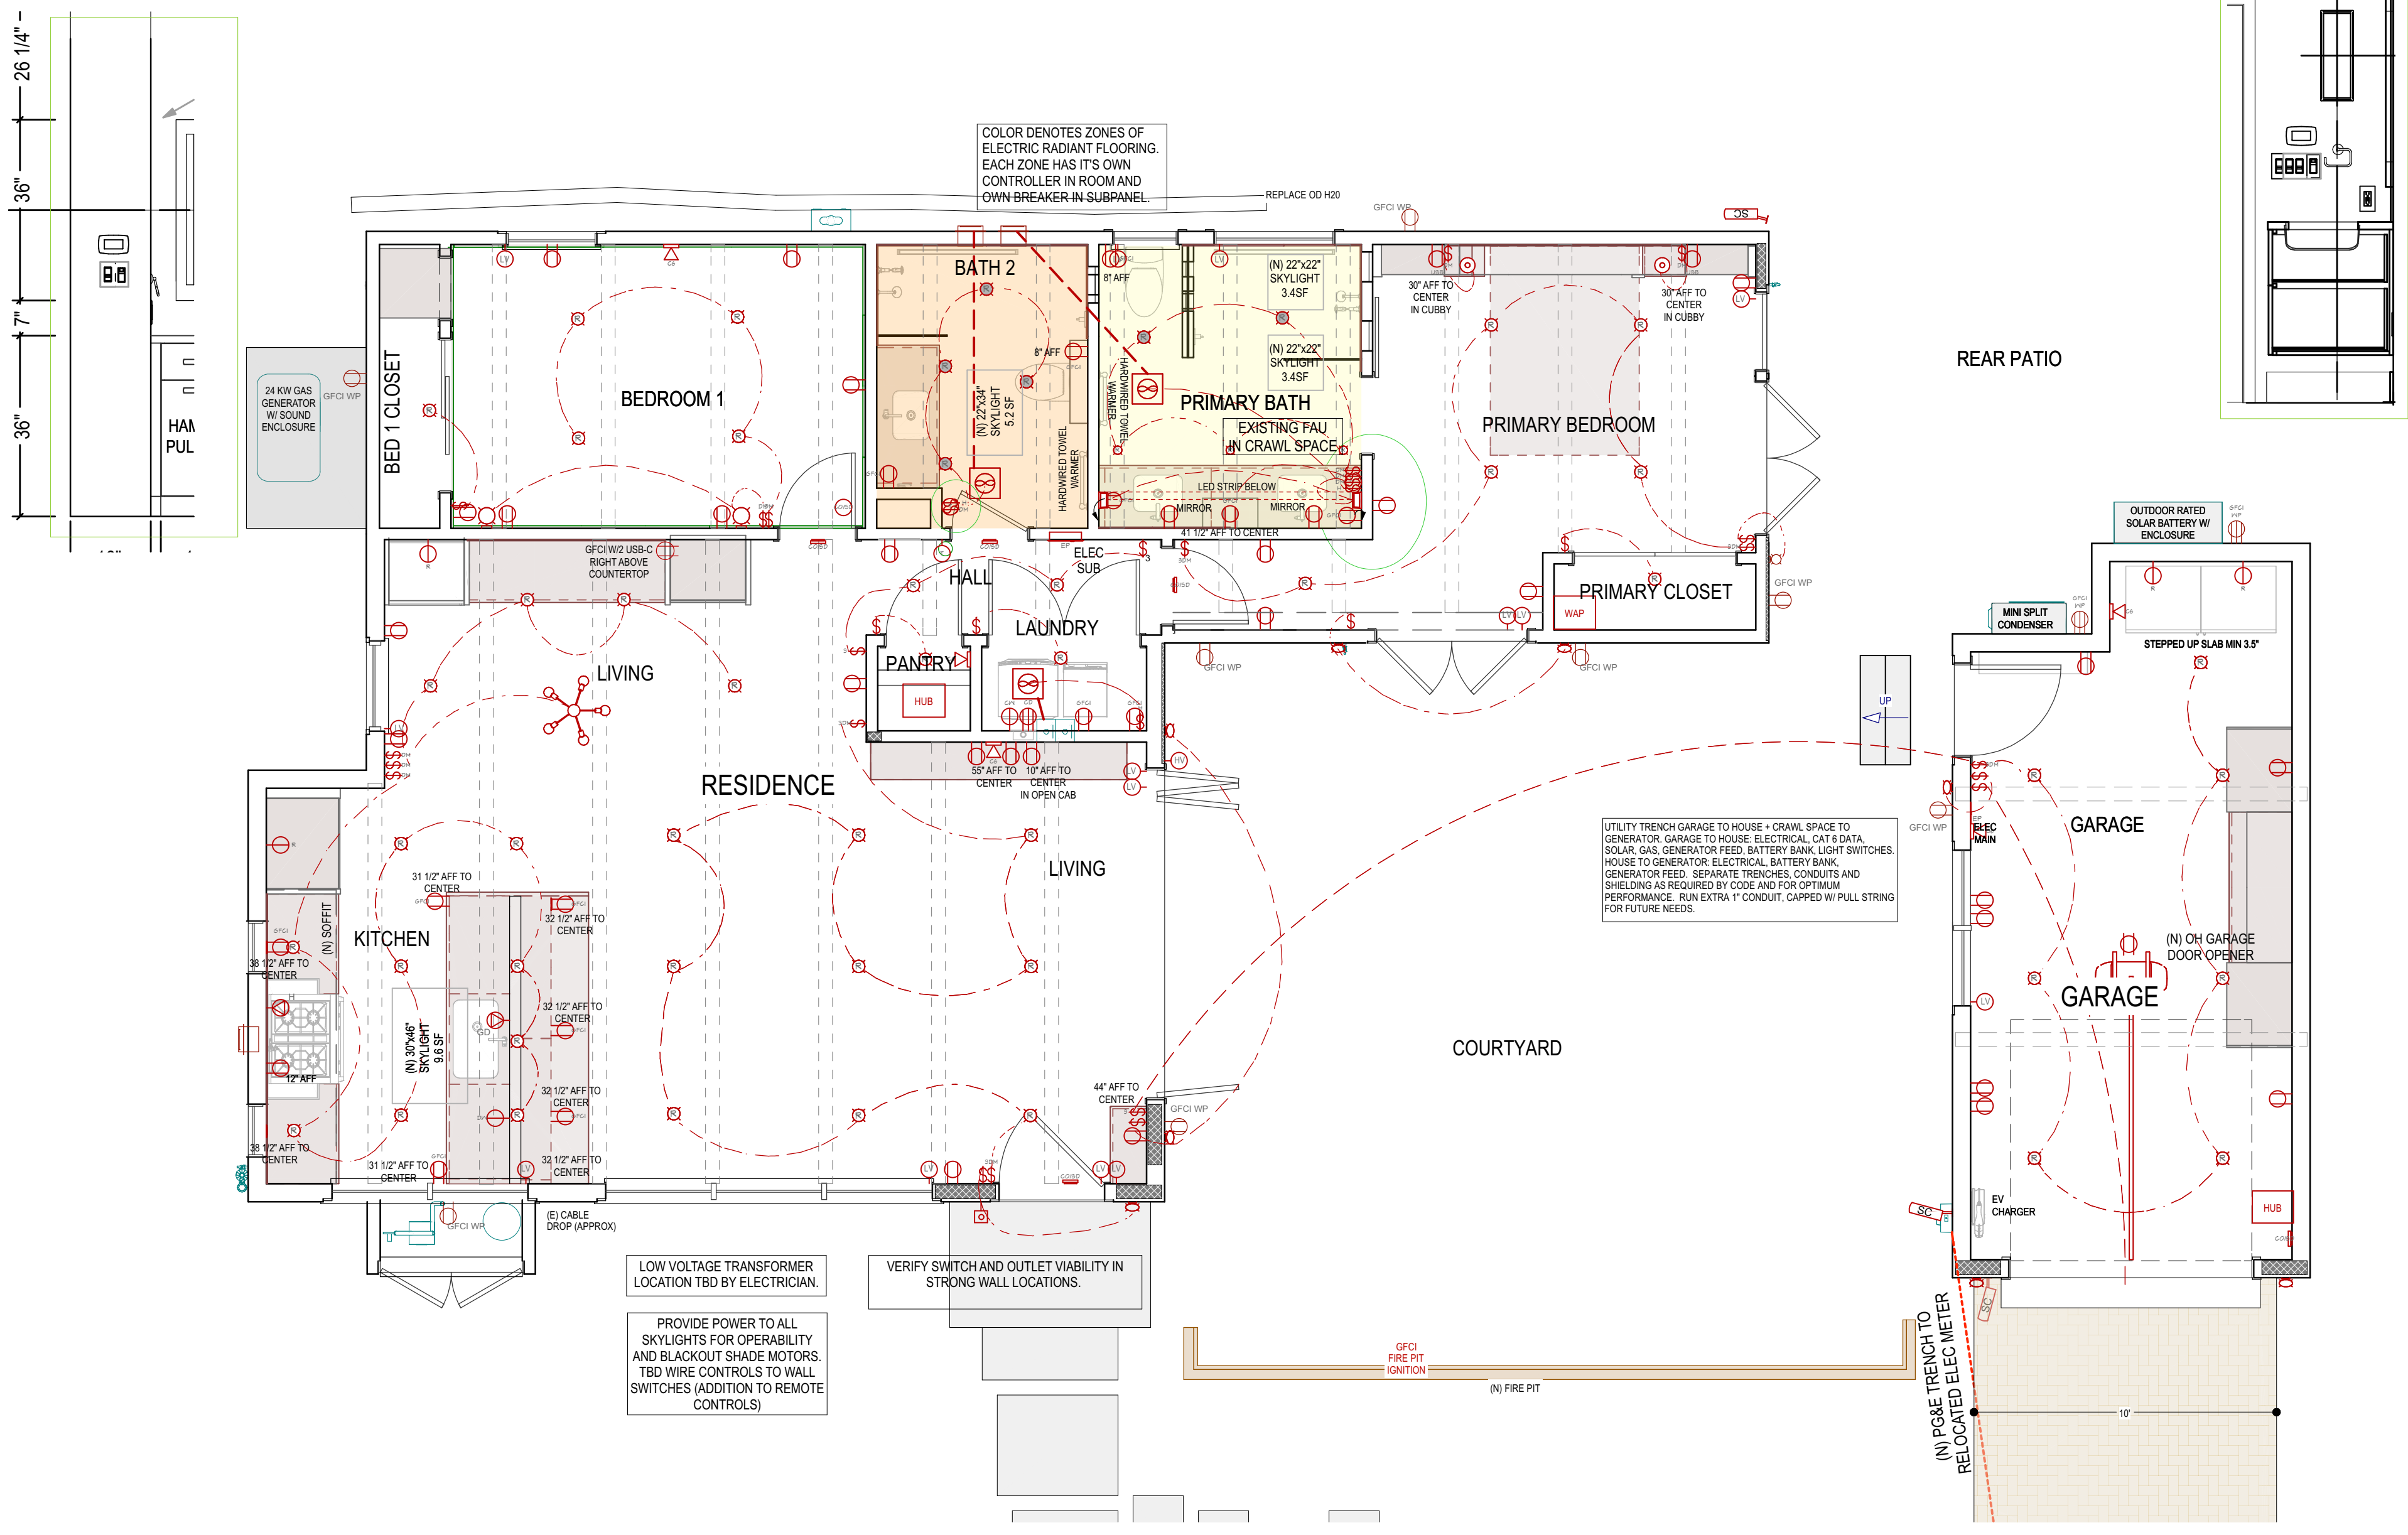 26 1/4"
36"
7"
36"
HAN
PUL
COLOR DENOTES ZONES OF
ELECTRIC RADIANT FLOORING.
EACH ZONE HAS IT'S OWN
CONTROLLER IN ROOM AND
OWN BREAKER IN SUBPANEL.
REPLACE OD H20
GFCI WP
SC
24 KW GAS
GENERATOR
W/ SOUND
ENCLOSURE
GFCI WP
BED 1 CLOSET
BEDROOM 1
BATH 2
8" AFF
(N) 22"x34"
SKYLIGHT
5.2 SF
HARDWIRED TOWEL
WARMER
8" AFF
HARDWIRED TOWEL
WARMER
(N) 22"x22"
SKYLIGHT
3.4SF
(N) 22"x22"
SKYLIGHT
3.4SF
PRIMARY BATH
EXISTING FAU
IN CRAWL SPACE
LED STRIP BELOW
MIRROR
MIRROR
41 1/2" AFF TO CENTER
30" AFF TO
CENTER
IN CUBBY
30" AFF TO
CENTER
IN CUBBY
PRIMARY BEDROOM
PRIMARY CLOSET
WAP
REAR PATIO
GFCI W/2 USB-C
RIGHT ABOVE
COUNTERTOP
HALL
EP
ELEC
SUB
LAUNDRY
PANTRY
HUB
LIVING
GFCI WP
GFCI WP
GFCI WP
RESIDENCE
55" AFF TO
CENTER
10" AFF TO
CENTER
IN OPEN CAB
LV
LV
HV
LIVING
UP
OUTDOOR RATED
SOLAR BATTERY W/
ENCLOSURE
GFCI
WP
MINI SPLIT
CONDENSER
GFCI
WP
STEPPED UP SLAB MIN 3.5"
GARAGE
GFCI WP
EP
ELEC
MAIN
UTILITY TRENCH GARAGE TO HOUSE + CRAWL SPACE TO
GENERATOR. GARAGE TO HOUSE: ELECTRICAL, CAT 6 DATA,
SOLAR, GAS, GENERATOR FEED, BATTERY BANK, LIGHT SWITCHES.
HOUSE TO GENERATOR: ELECTRICAL, BATTERY BANK,
GENERATOR FEED. SEPARATE TRENCHES, CONDUITS AND
SHIELDING AS REQUIRED BY CODE AND FOR OPTIMUM
PERFORMANCE. RUN EXTRA 1" CONDUIT, CAPPED W/ PULL STRING
FOR FUTURE NEEDS.
(N) OH GARAGE
DOOR OPENER
GARAGE
LV
EV
CHARGER
HUB
SC
SC
31 1/2" AFF TO
CENTER
32 1/2" AFF TO
CENTER
(N) SOFFIT
KITCHEN
38 1/2" AFF TO
CENTER
32 1/2" AFF TO
CENTER
(N) 30"x46"
SKYLIGHT
9.6 SF
GD
12" AFF
32 1/2" AFF TO
CENTER
38 1/2" AFF TO
CENTER
31 1/2" AFF TO
CENTER
32 1/2" AFF TO
CENTER
COURTYARD
44" AFF TO
CENTER
GFCI WP
GFCI WP
(E) CABLE
DROP (APPROX)
LOW VOLTAGE TRANSFORMER
LOCATION TBD BY ELECTRICIAN.
VERIFY SWITCH AND OUTLET VIABILITY IN
STRONG WALL LOCATIONS.
PROVIDE POWER TO ALL
SKYLIGHTS FOR OPERABILITY
AND BLACKOUT SHADE MOTORS.
TBD WIRE CONTROLS TO WALL
SWITCHES (ADDITION TO REMOTE
CONTROLS)
GFCI
FIRE PIT
IGNITION
(N) FIRE PIT
(N) PG&E TRENCH TO
RELOCATED ELEC METER
10'